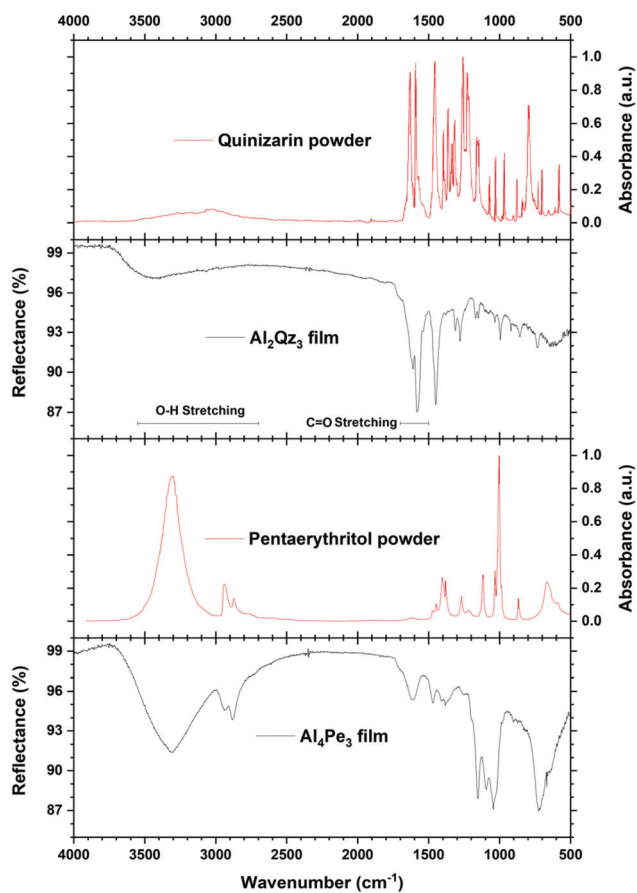 4000 3500 3000 2500 2000 1500 1000 500
1.0
0.8
0.6
0.4
0.2
0.0
Absorbance (a.u.)
Quinizarin powder
99
96
93
90
87
Reflectance (%)
Al₂Qz₃ film
O-H Stretching
C=O Stretching
1.0
0.8
0.6
0.4
0.2
0.0
Absorbance (a.u.)
Pentaerythritol powder
99
96
93
90
87
Reflectance (%)
Al₄Pe₃ film
4000 3500 3000 2500 2000 1500 1000 500
Wavenumber (cm⁻¹)